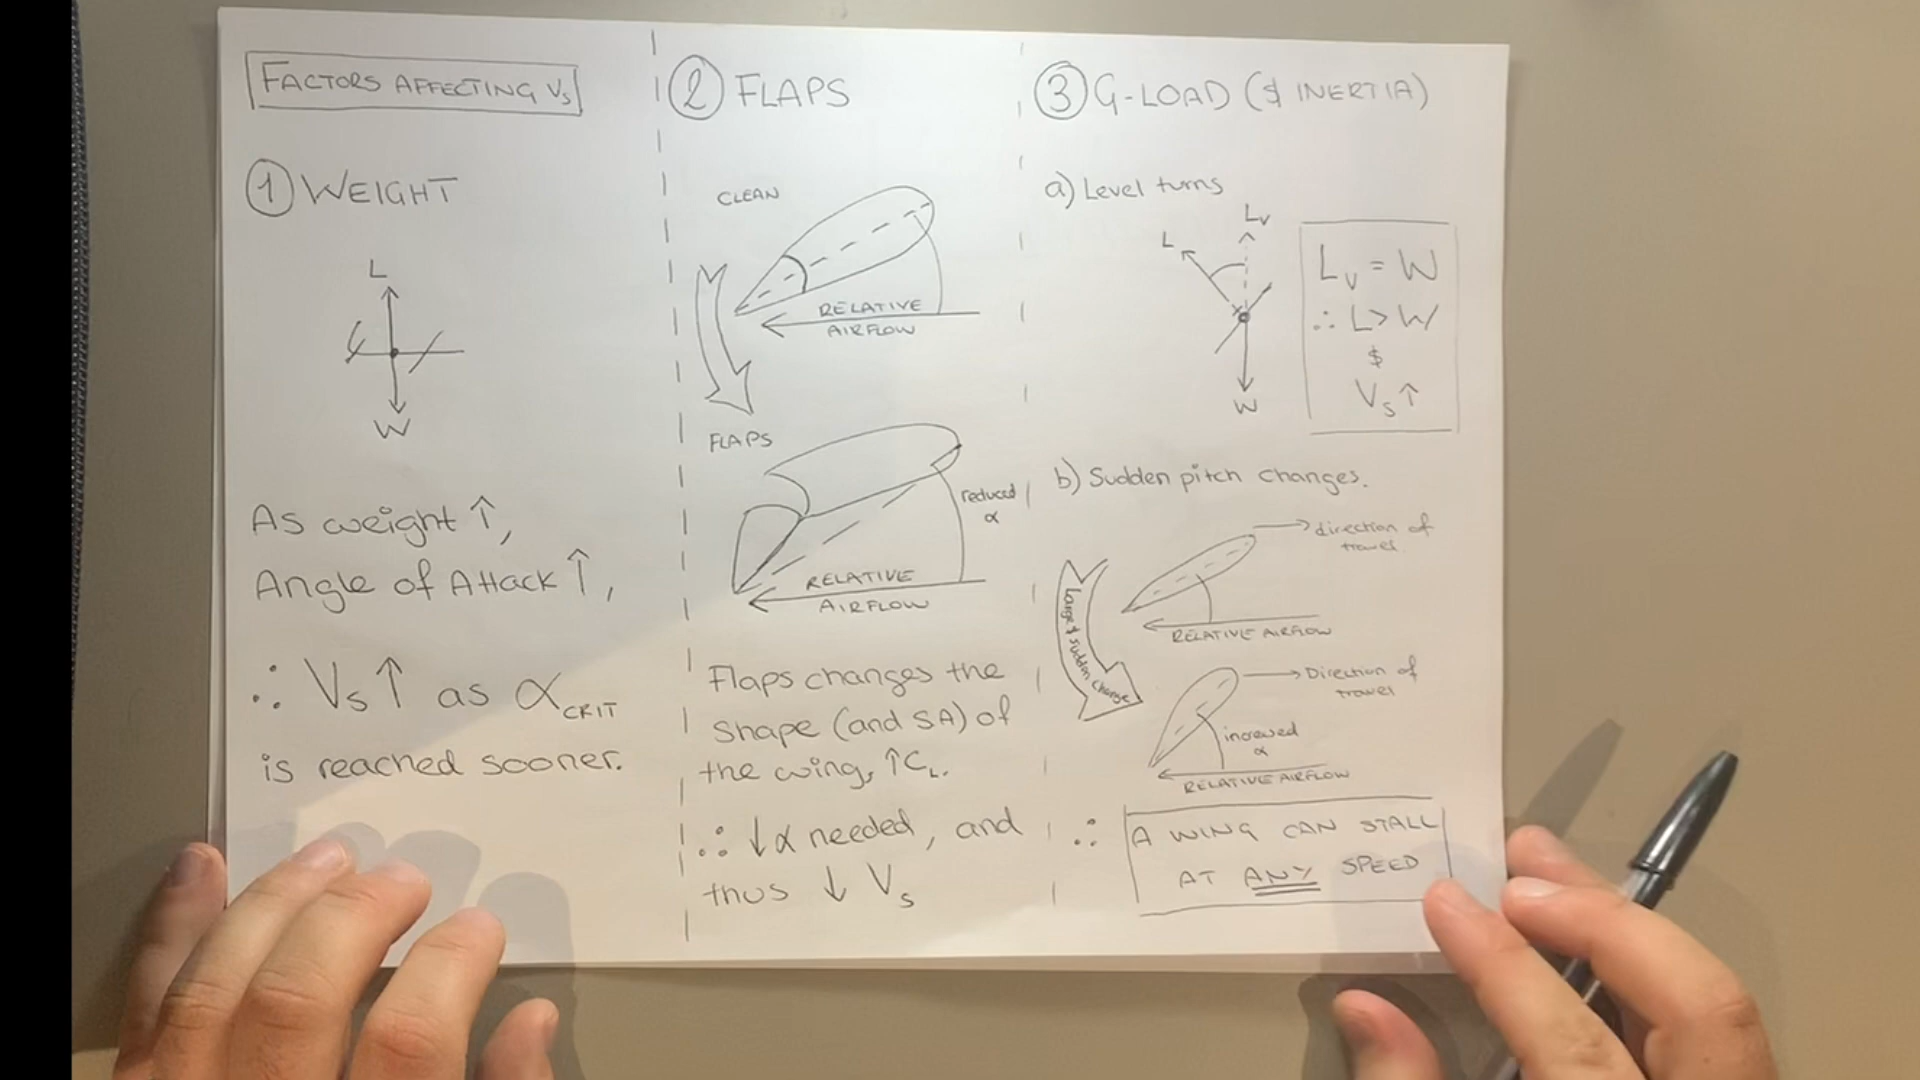 FACTORS AFFECTING Vs
① WEIGHT
L
W
As weight ↑,
Angle of Attack ↑,
∴ Vs ↑ as αCRIT
is reached sooner.
② FLAPS
CLEAN
RELATIVE
AIRFLOW
FLAPS
reduced
α
RELATIVE
AIRFLOW
Flaps changes the
shape (and SA) of
the wing, ↑CL.
∴ ↓α needed, and
thus ↓ Vs
③ G-LOAD ($ INERTIA)
a) Level turns
Lv
L
W
Lv = W
∴ L > W
$
Vs ↑
b) Sudden pitch changes.
direction of
travel
RELATIVE AIRFLOW
Large & sudden change
Direction of
travel
increased
α
RELATIVE AIRFLOW
∴ A WING CAN STALL
AT ANY SPEED